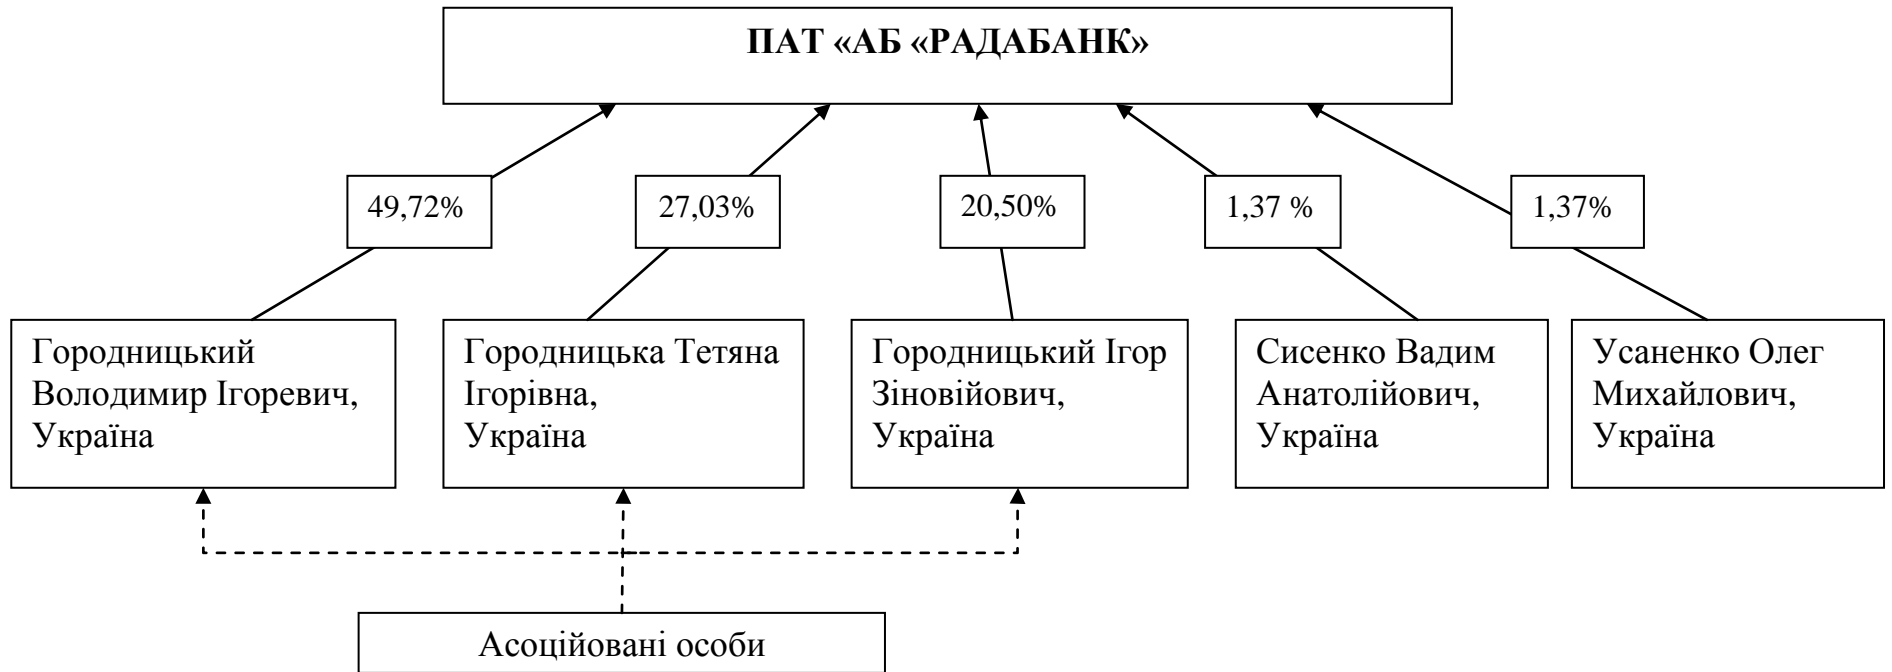 ПАТ «АБ «РАДАБАНК»
49,72%
27,03%
20,50%
1,37 %
1,37%
Городницький
Володимир Ігоревич,
Україна
Городницька Тетяна
Ігорівна,
Україна
Городницький Ігор
Зіновійович,
Україна
Сисенко Вадим
Анатолійович,
Україна
Усаненко Олег
Михайлович,
Україна
Асоційовані особи